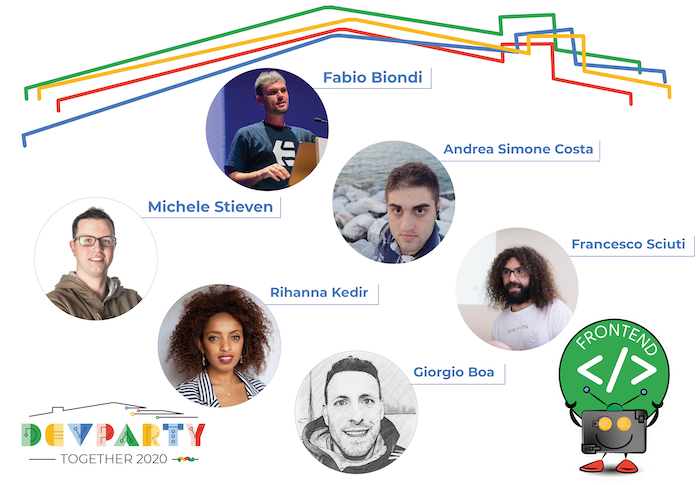 Fabio Biondi
Andrea Simone Costa
Michele Stieven
Francesco Sciuti
Rihanna Kedir
Giorgio Boa
FRONTEND
</>
DEVPARTY
TOGETHER 2020